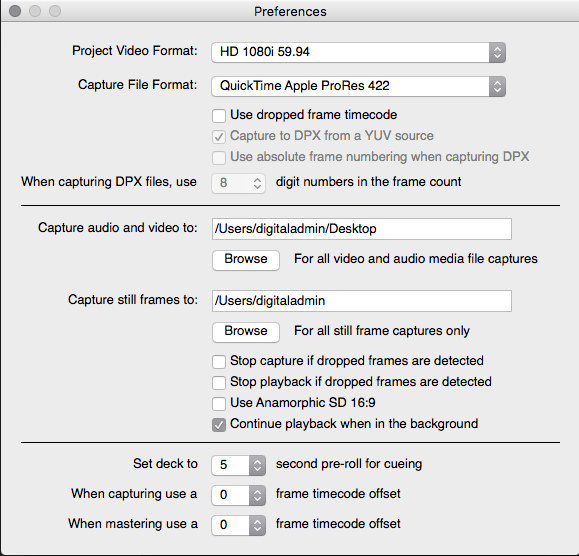 Preferences
Project Video Format: HD 1080i 59.94
Capture File Format: QuickTime Apple ProRes 422
Use dropped frame timecode
Capture to DPX from a YUV source
Use absolute frame numbering when capturing DPX
When capturing DPX files, use 8 digit numbers in the frame count
Capture audio and video to: /Users/digitaladmin/Desktop
Browse For all video and audio media file captures
Capture still frames to: /Users/digitaladmin
Browse For all still frame captures only
Stop capture if dropped frames are detected
Stop playback if dropped frames are detected
Use Anamorphic SD 16:9
Continue playback when in the background
Set deck to 5 second pre-roll for cueing
When capturing use a 0 frame timecode offset
When mastering use a 0 frame timecode offset